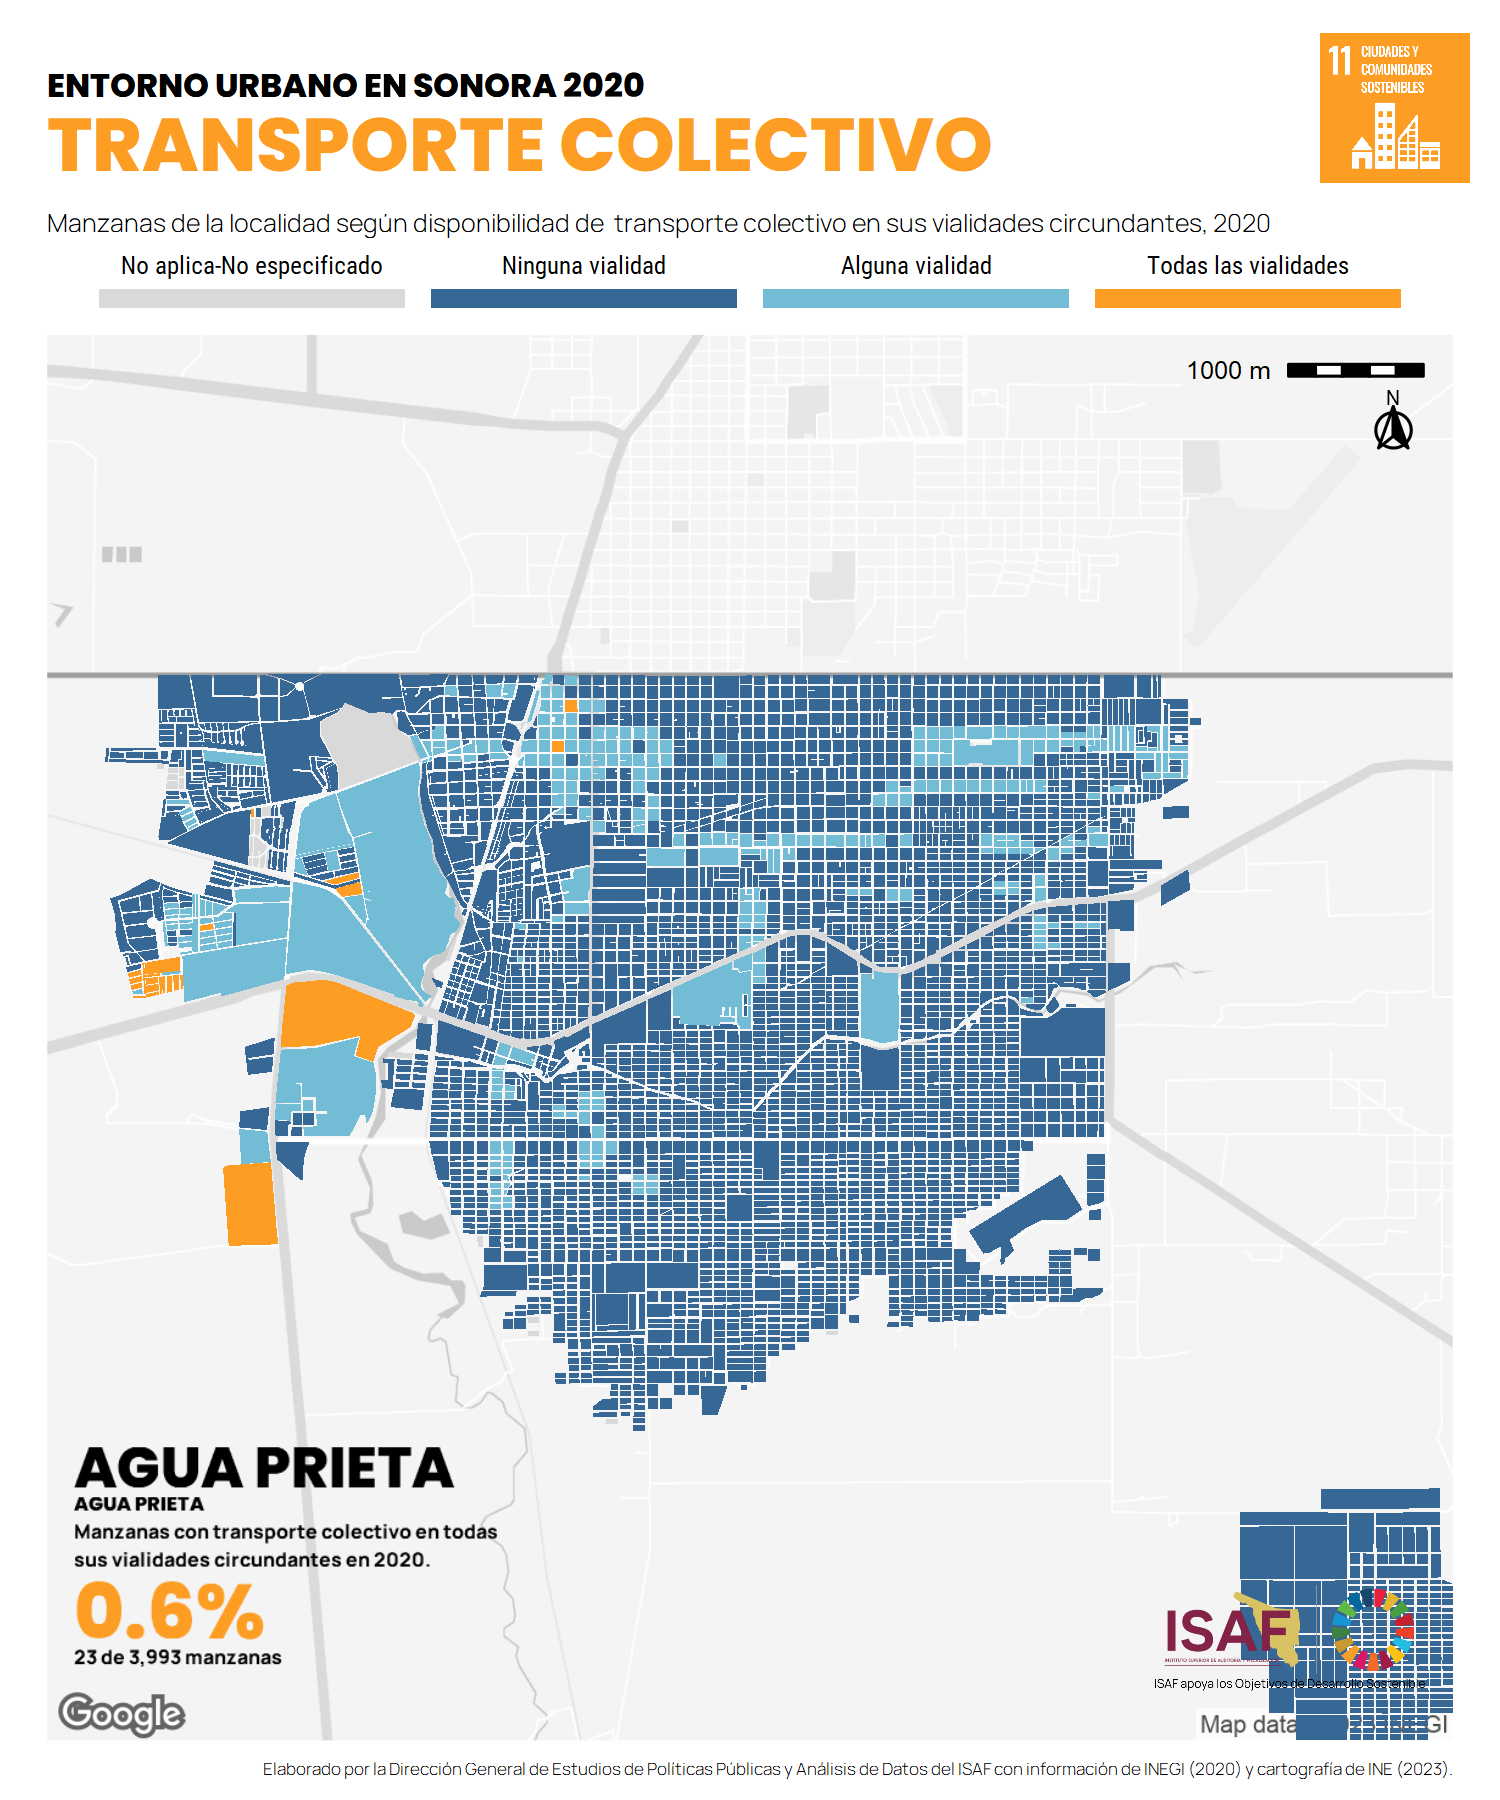 ENTORNO URBANO EN SONORA 2020
TRANSPORTE COLECTIVO
11 CIUDADES Y
COMUNIDADES
SOSTENIBLES
Manzanas de la localidad según disponibilidad de transporte colectivo en sus vialidades circundantes, 2020
No aplica-No especificado Ninguna vialidad Alguna vialidad Todas las vialidades
1000 m
N
AGUA PRIETA
AGUA PRIETA
Manzanas con transporte colectivo en todas
sus vialidades circundantes en 2020.
0.6%
23 de 3,993 manzanas
ISAF
INSTITUTO SUPERIOR DE AUDITORÍA Y
ISAF apoya los Objetivos de Desarrollo Sostenible
Google
Map data
Elaborado por la Dirección General de Estudios de Políticas Públicas y Análisis de Datos del ISAF con información de INEGI (2020) y cartografía de INE (2023).